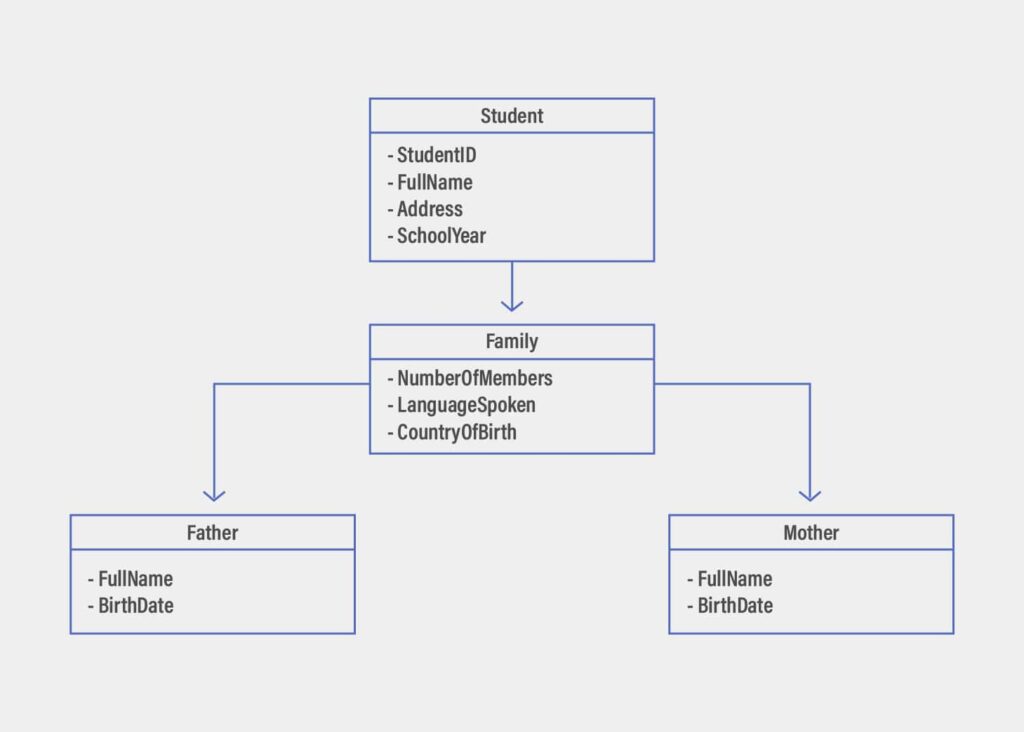 Student
- StudentID
- FullName
- Address
- SchoolYear
Family
- NumberOfMembers
- LanguageSpoken
- CountryOfBirth
Father
- FullName
- BirthDate
Mother
- FullName
- BirthDate